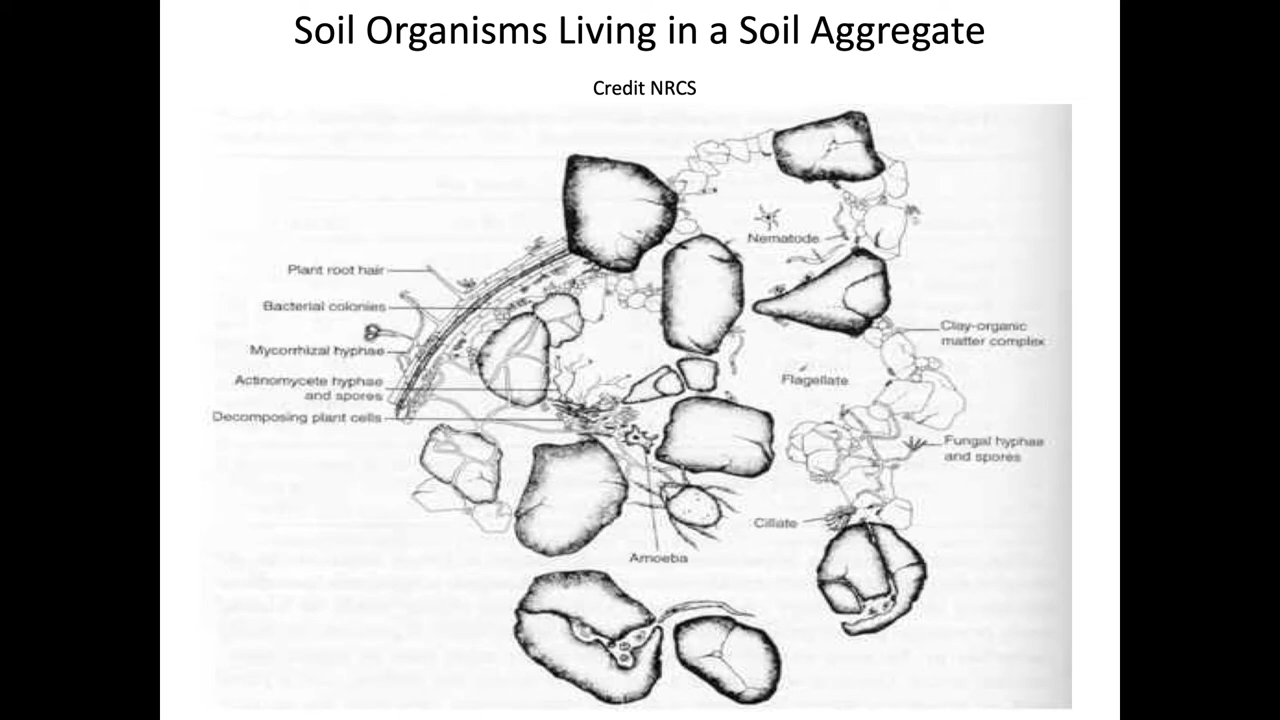 Soil Organisms Living in a Soil Aggregate
Credit NRCS
Nematode
Plant root hair
Bacterial colonies
Clay-organic
matter complex
Mycorrhizal hyphae
Actinomycete hyphae
and spores
Flagellate
Decomposing plant cells
Fungal hyphae
and spores
Ciliate
Amoeba